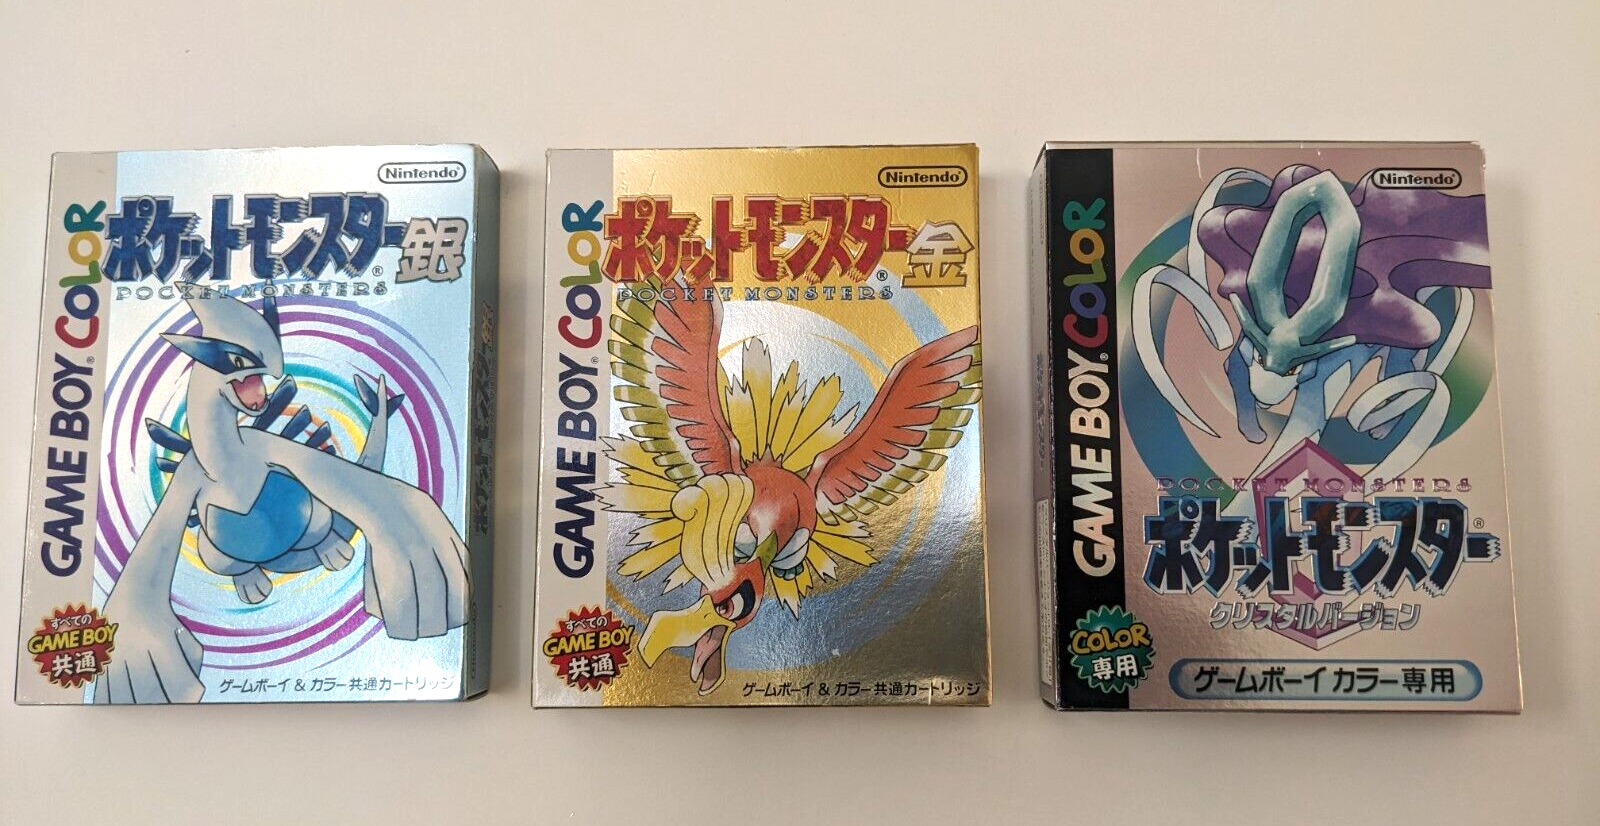 Nintendo®
ポケットモンスター銀
POCKET MONSTERS
GAME BOY® COLOR
すべての
GAME BOY
共通
ゲームボーイ & カラー共通カートリッジ
Nintendo®
ポケットモンスター金
POCKET MONSTERS
GAME BOY® COLOR
すべての
GAME BOY
共通
ゲームボーイ & カラー共通カートリッジ
Nintendo®
GAME BOY® COLOR
POCKET MONSTERS
ポケットモンスター®
クリスタルバージョン
COLOR
専用
ゲームボーイ カラー専用